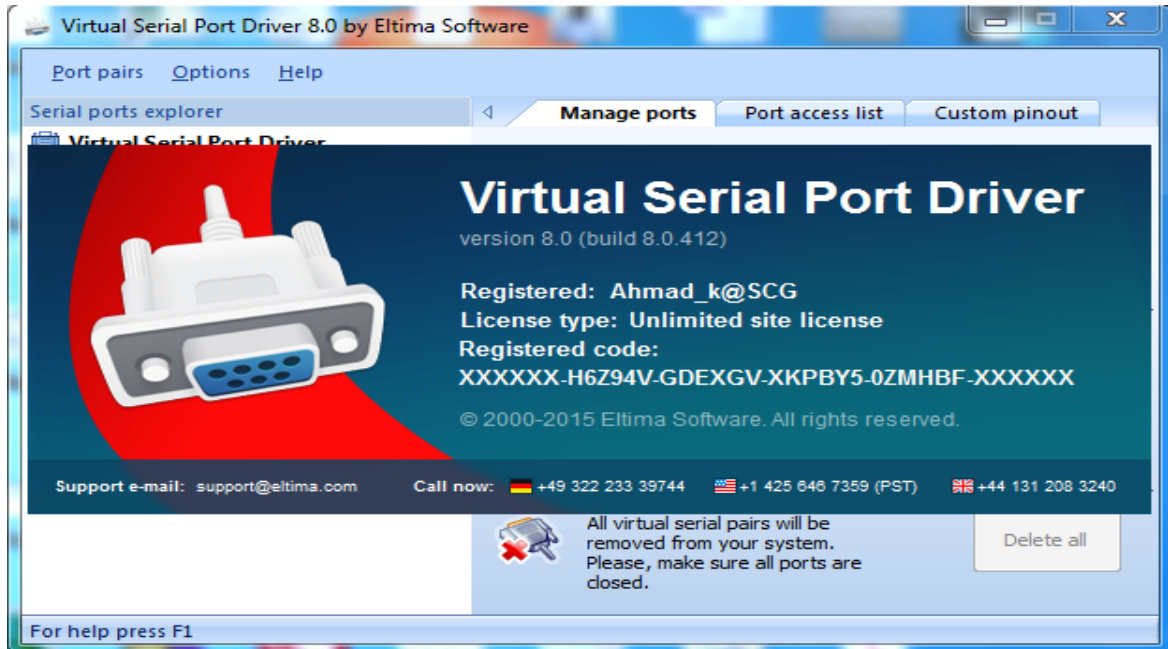 Virtual Serial Port Driver 8.0 by Eltima Software
Port pairs Options Help
Serial ports explorer
Manage ports Port access list Custom pinout
Virtual Serial Port Driver
Virtual Serial Port Driver
version 8.0 (build 8.0.412)
Registered: Ahmad_k@SCG
License type: Unlimited site license
Registered code:
XXXXXX-H6Z94V-GDEXGV-XKPBY5-0ZMHBF-XXXXXX
© 2000-2015 Eltima Software. All rights reserved.
Support e-mail: support@eltima.com Call now: +49 322 233 39744 +1 425 646 7359 (PST) +44 131 208 3240
All virtual serial pairs will be
removed from your system.
Please, make sure all ports are
closed.
Delete all
For help press F1